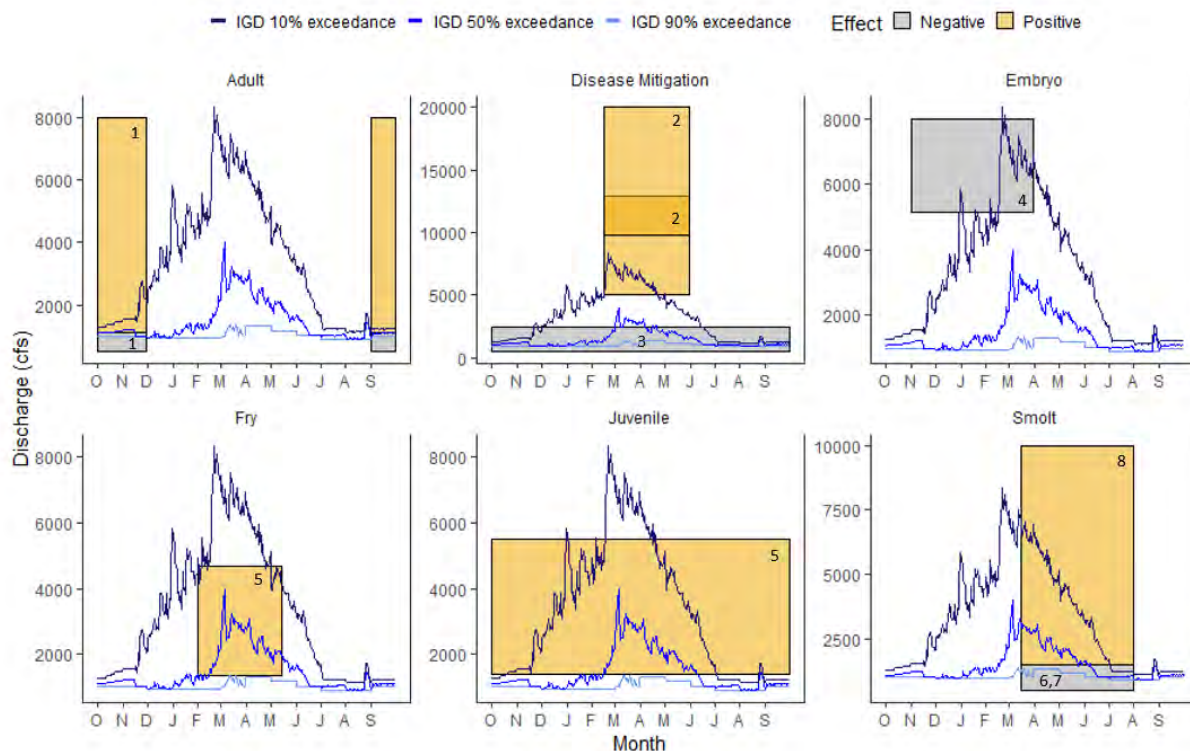 IGD 10% exceedance IGD 50% exceedance IGD 90% exceedance Effect Negative Positive
Adult
8000
6000
4000
2000
1
1
O N D J F M A M J J A S
Disease Mitigation
20000
15000
10000
5000
0
2
2
3
O N D J F M A M J J A S
Embryo
8000
6000
4000
2000
4
O N D J F M A M J J A S
Discharge (cfs)
Fry
8000
6000
4000
2000
5
O N D J F M A M J J A S
Juvenile
8000
6000
4000
2000
5
O N D J F M A M J J A S
Smolt
10000
7500
5000
2500
8
6,7
O N D J F M A M J J A S
Month